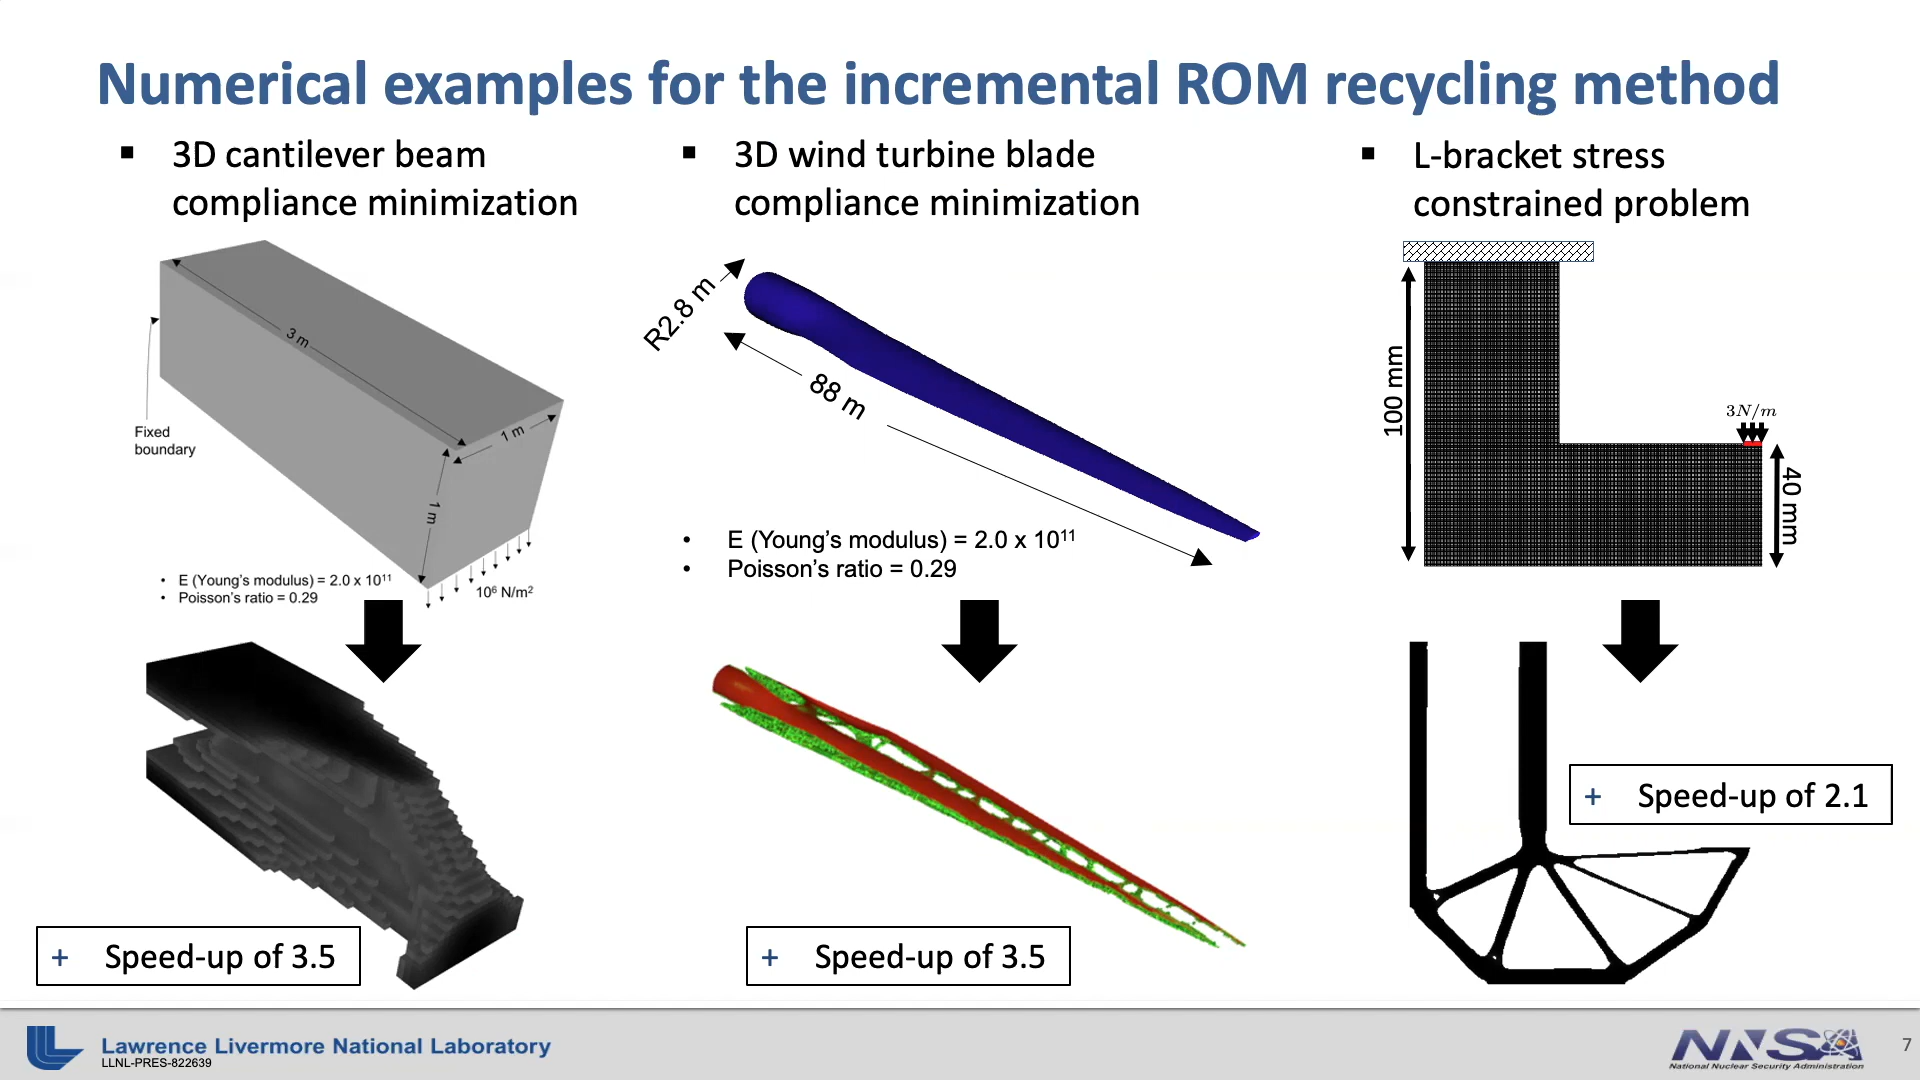 Numerical examples for the incremental ROM recycling method
▪ 3D cantilever beam
compliance minimization
3 m
1 m
1 m
Fixed
boundary
• E (Young's modulus) = 2.0 x 10¹¹
• Poisson's ratio = 0.29
10⁶ N/m²
+ Speed-up of 3.5
▪ 3D wind turbine blade
compliance minimization
R2.8 m
88 m
• E (Young's modulus) = 2.0 x 10¹¹
• Poisson's ratio = 0.29
+ Speed-up of 3.5
▪ L-bracket stress
constrained problem
100 mm
3N/m
40 mm
+ Speed-up of 2.1
Lawrence Livermore National Laboratory
LLNL-PRES-822639
NNSA
National Nuclear Security Administration
7